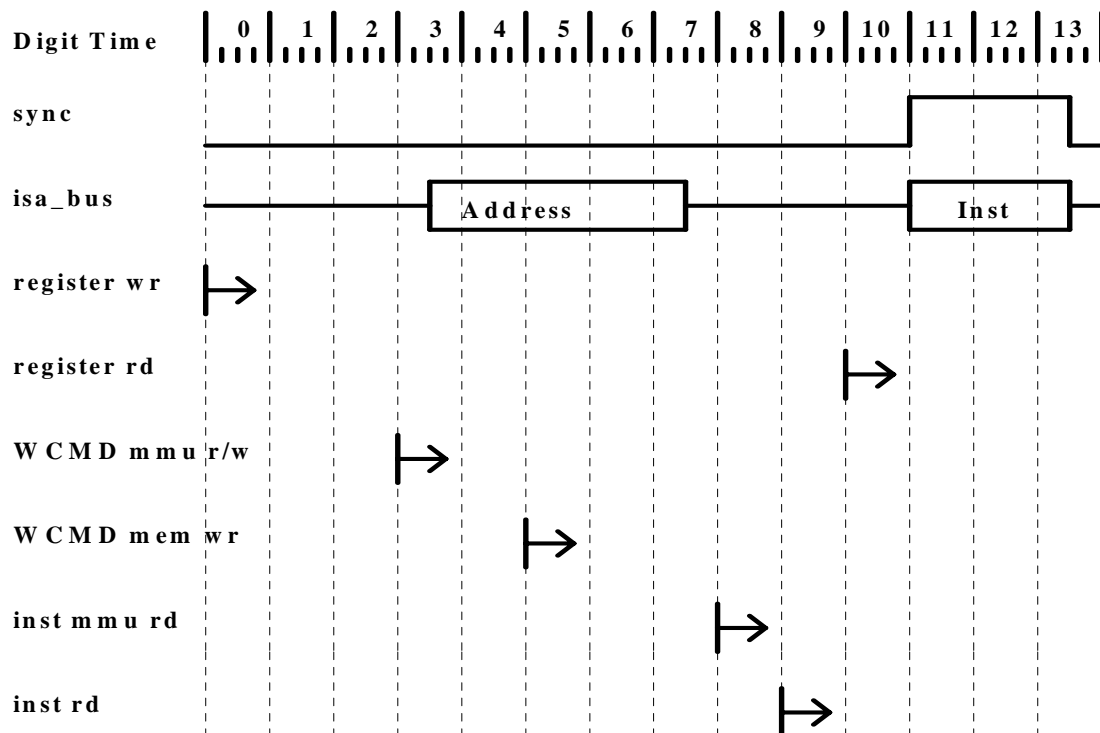 Digit Time 0 1 2 3 4 5 6 7 8 9 10 11 12 13
sync
isa_bus Address Inst
register wr
register rd
WCMD mmu r/w
WCMD mem wr
inst mmu rd
inst rd